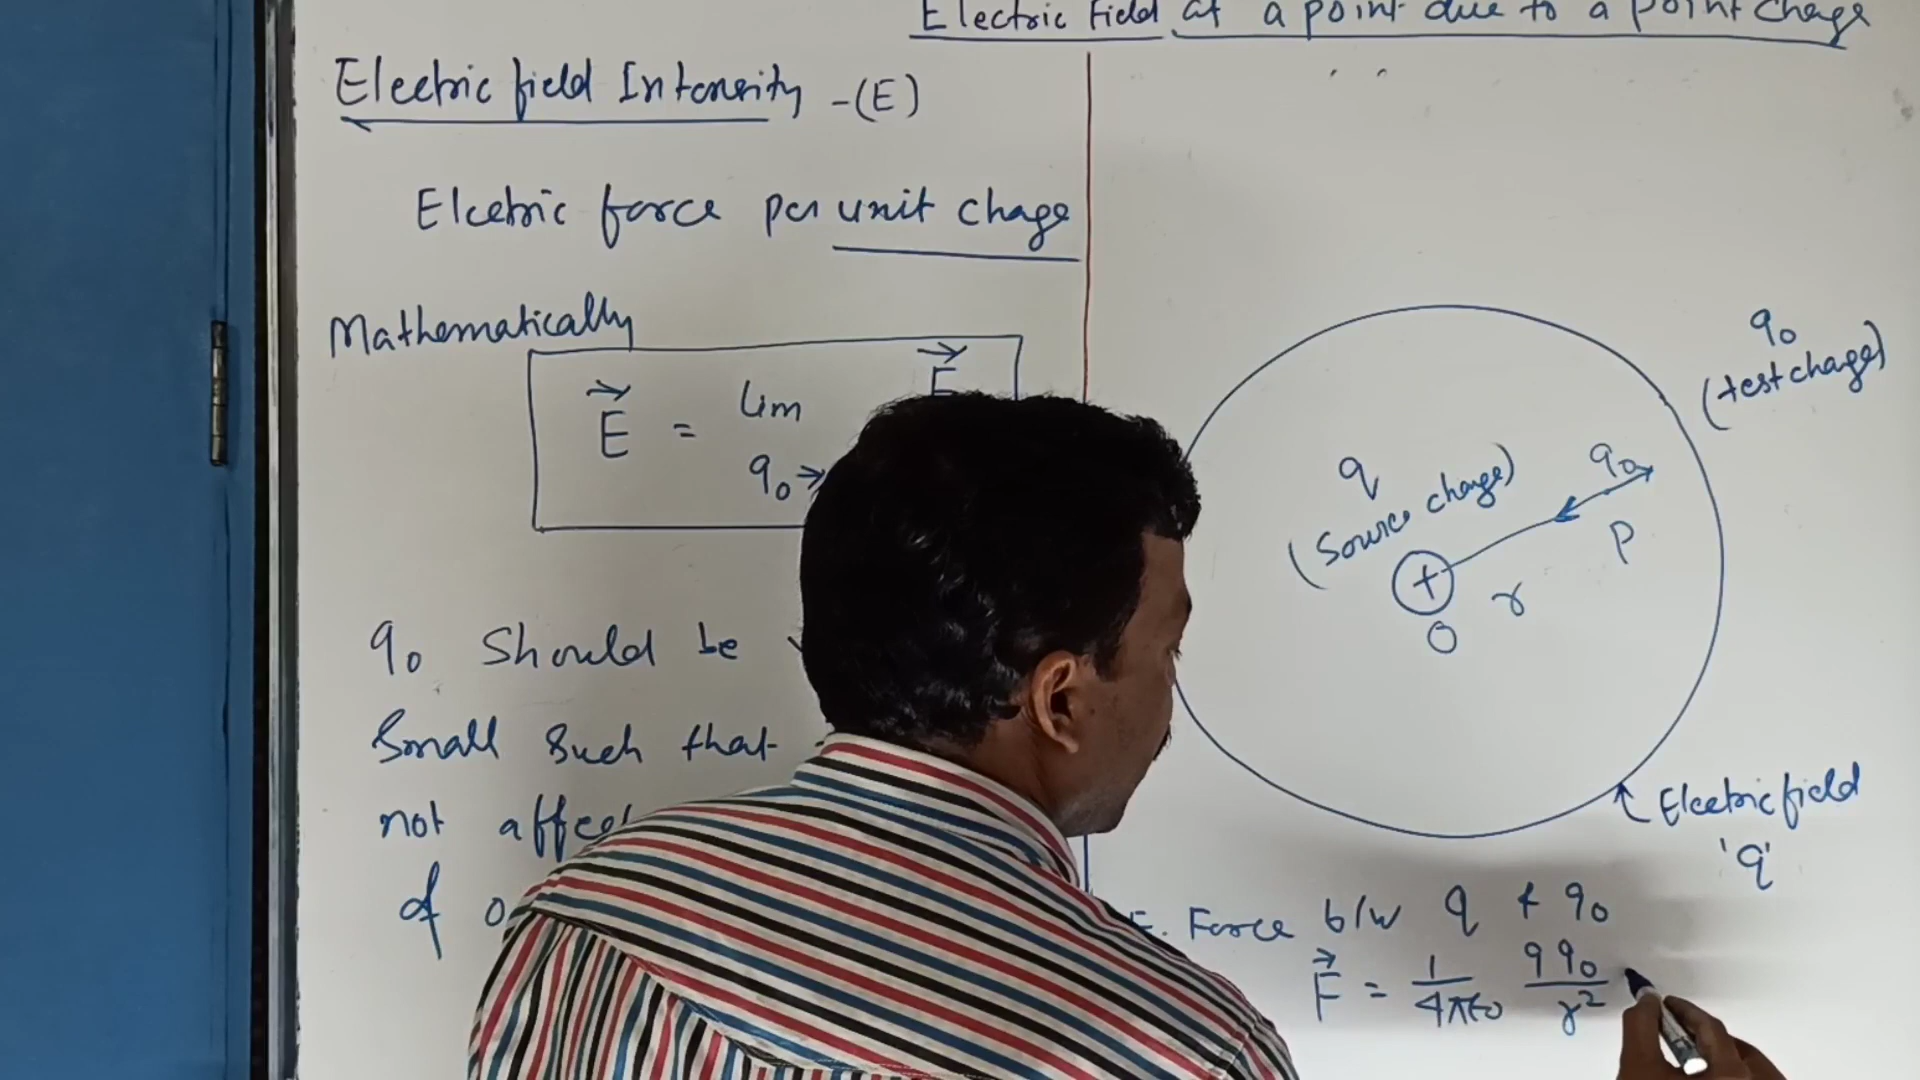 Electric Field at a point due to a point Charge
Electric field Intensity -(E)
Electric force per unit charge
Mathematically
E⃗ = lim
q₀→
q₀ Should be
Small Such that
not
of
q₀
(test charge)
q
(Source charge)
q₀
P
+
r
O
Electric field
'q'
E. Force b/w q & q₀
F⃗ = 1/4πε₀ qq₀/r²